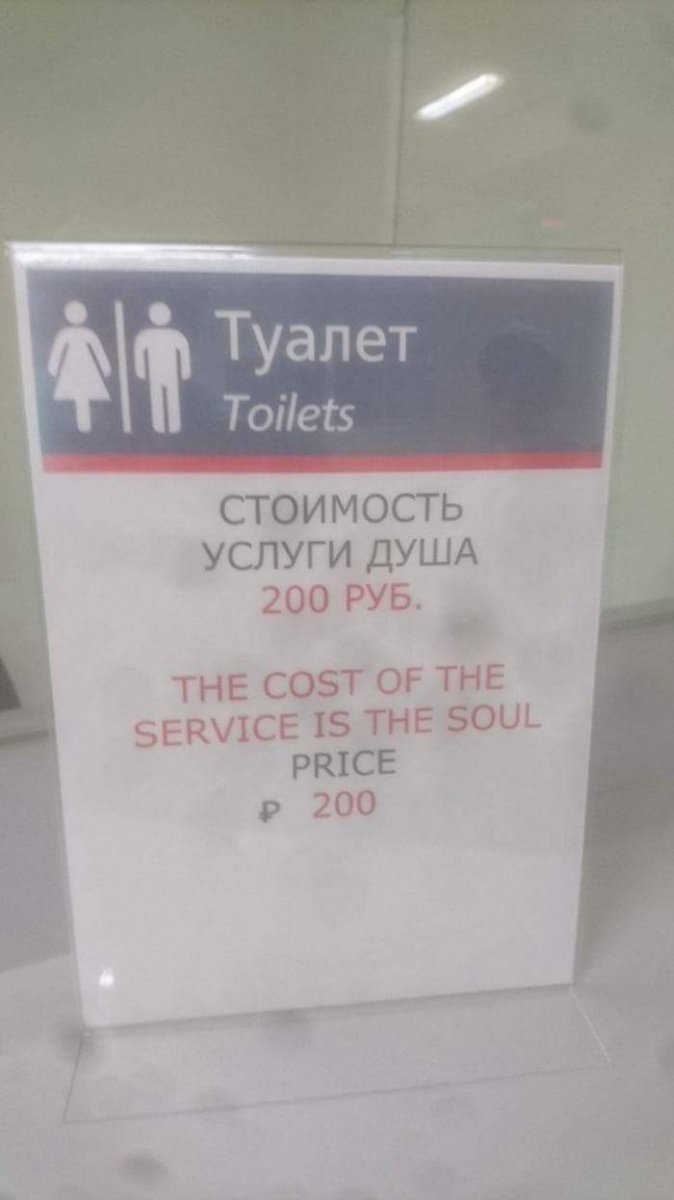 Туалет
Toilets
СТОИМОСТЬ
УСЛУГИ ДУША
200 РУБ.
THE COST OF THE
SERVICE IS THE SOUL
PRICE
₽ 200